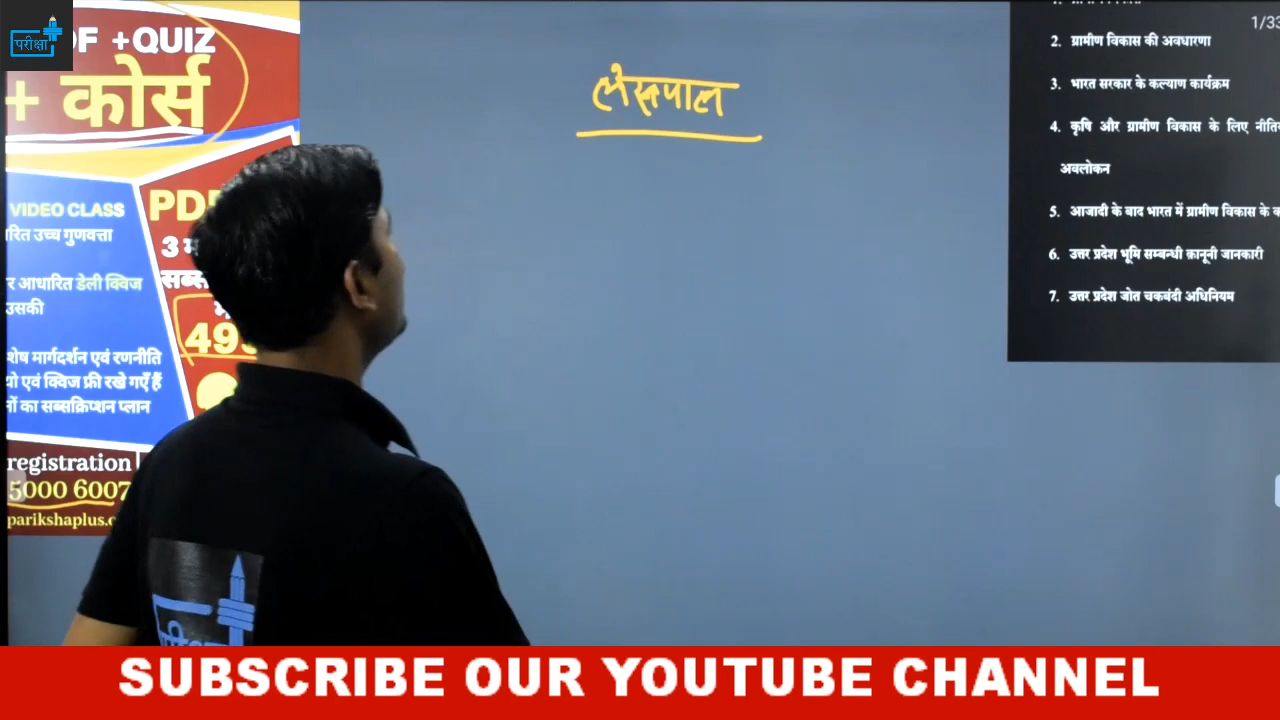 परीक्षा
DF +QUIZ
+ कोर्स
VIDEO CLASS
उच्च गुणवत्ता
आधारित डेली क्विज
उसकी
मार्गदर्शन एवं रणनीति
एवं क्विज फ्री रखे गएँ हैं
का सब्सक्रिप्शन प्लान
registration
5000 6007
parikshaplus.c
लेखपाल
1/33
2. ग्रामीण विकास की अवधारणा
3. भारत सरकार के कल्याण कार्यक्रम
4. कृषि और ग्रामीण विकास के लिए
अवलोकन
5. आजादी के बाद भारत में ग्रामीण विकास के
6. उत्तर प्रदेश भूमि सम्बन्धी क़ानूनी जानकारी
7. उत्तर प्रदेश जोत चकबंदी अधिनियम
SUBSCRIBE OUR YOUTUBE CHANNEL